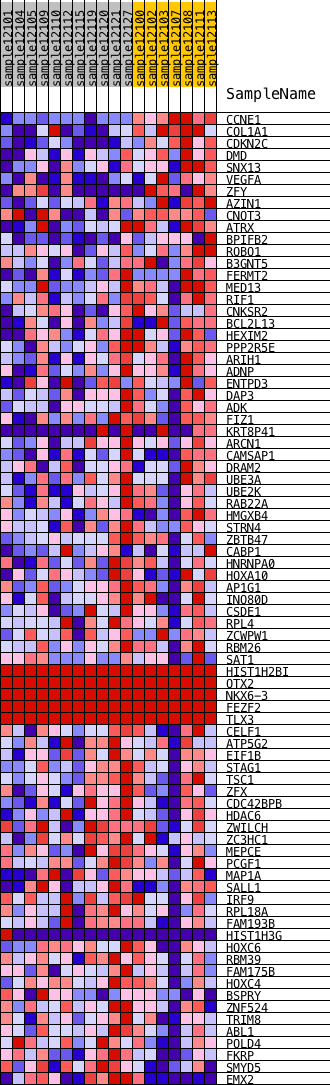 sample12101
sample12104
sample12105
sample12109
sample12112
sample12115
sample12119
sample12120
sample12121
sample12100
sample12102
sample12103
sample12107
sample12108
sample12111
sample12113
SampleName
CCNE1
COL1A1
CDKN2C
DMD
SNX13
VEGFA
ZFY
AZIN1
CNOT3
ATRX
BPIFB2
ROBO1
B3GNT5
FERMT2
MED13
RIF1
CNKSR2
BCL2L13
HEXIM2
PPP2R5E
ARIH1
ADNP
ENTPD3
DAP3
ADK
FIZ1
KRT8P41
ARCN1
CAMSAP1
DRAM2
UBE3A
UBE2K
RAB22A
HMGXB4
STRN4
ZBTB47
CABP1
HNRNPA0
HOXA10
AP1G1
INO80D
CSDE1
RPL4
ZCWPW1
RBM26
SAT1
HIST1H2BI
OTX2
NKX6-3
FEZF2
TLX3
CELF1
ATP5G2
EIF1B
STAG1
TSC1
ZFX
CDC42BPB
HDAC6
ZWILCH
ZC3HC1
MEPCE
PCGF1
MAP1A
SALL1
IRF9
RPL18A
FAM193B
HIST1H3G
HOXC6
RBM39
FAM175B
HOXC4
BSPRY
ZNF524
TRIM8
ABL1
POLD4
FKRP
SMYD5
EMX2